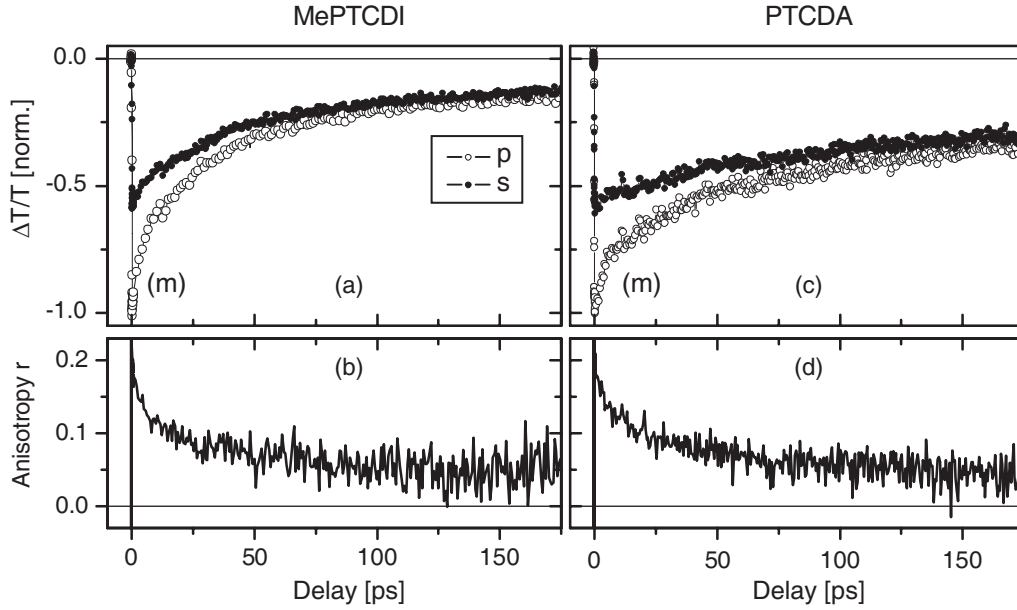 MePTCDI PTCDA
0.0
-0.5
-1.0
ΔT/T [norm.]
p
s
(m) (a) (m) (c)
0.2
0.1
0.0
Anisotropy r
(b) (d)
0 50 100 150 0 50 100 150
Delay [ps] Delay [ps]